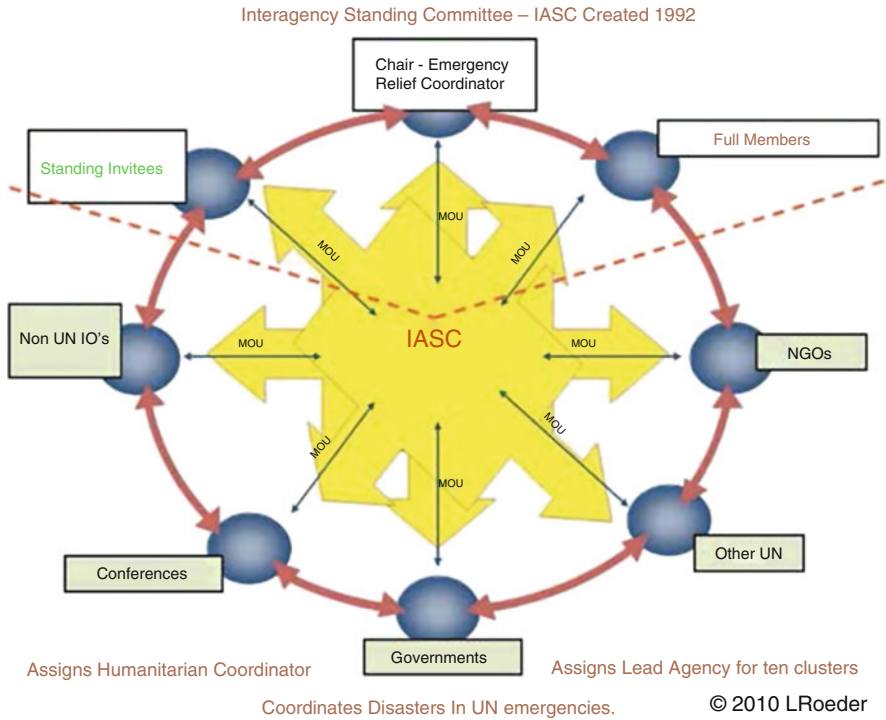 Interagency Standing Committee – IASC Created 1992
Chair - Emergency
Relief Coordinator
Standing Invitees
Full Members
MOU
MOU
MOU
IASC
Non UN IO's
MOU
MOU
NGOs
MOU
MOU
MOU
Conferences
Other UN
Governments
Assigns Humanitarian Coordinator
Assigns Lead Agency for ten clusters
Coordinates Disasters In UN emergencies.
© 2010 LRoeder